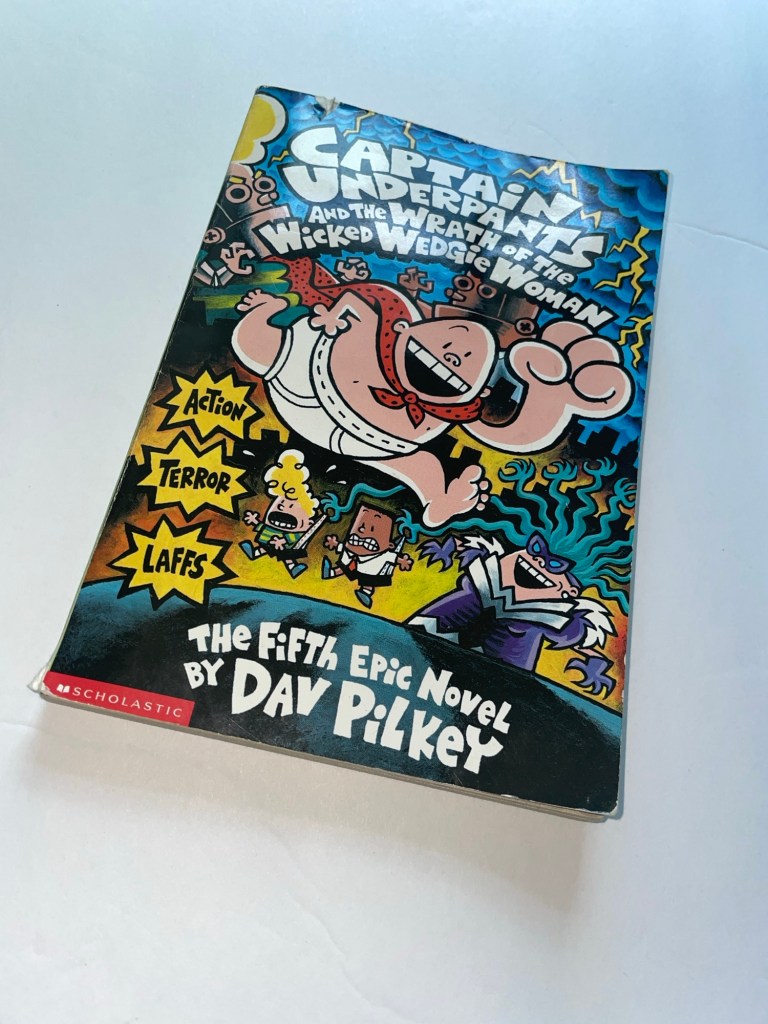 CAPTAIN
UNDERPANTS
AND THE WRATH OF THE
WICKED WEDGIE WOMAN
ACTION
TERROR
LAFFS
THE FIFTH EPIC NOVEL
BY DAV PILKEY
SCHOLASTIC